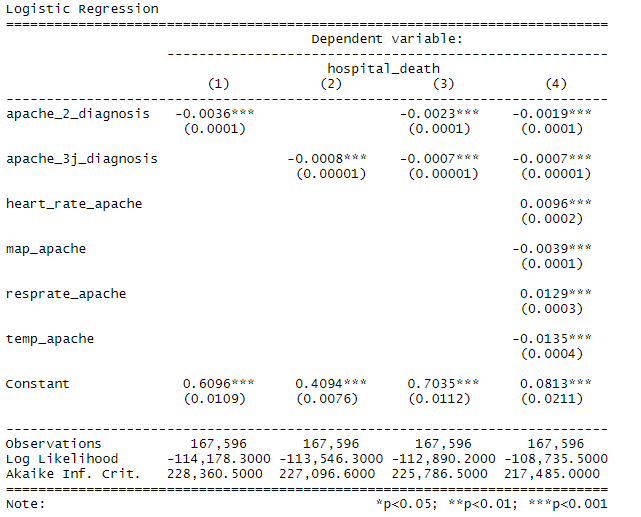 Logistic Regression
==========================================================================
Dependent variable:
------------------------------------------------------
hospital_death
(1) (2) (3) (4)
--------------------------------------------------------------------------
apache_2_diagnosis -0.0036*** -0.0023*** -0.0019***
(0.0001) (0.0001) (0.0001)
apache_3j_diagnosis -0.0008*** -0.0007*** -0.0007***
(0.00001) (0.00001) (0.00001)
heart_rate_apache 0.0096***
(0.0002)
map_apache -0.0039***
(0.0001)
resprate_apache 0.0129***
(0.0003)
temp_apache -0.0135***
(0.0004)
Constant 0.6096*** 0.4094*** 0.7035*** 0.0813***
(0.0109) (0.0076) (0.0112) (0.0211)
--------------------------------------------------------------------------
Observations 167,596 167,596 167,596 167,596
Log Likelihood -114,178.3000 -113,546.3000 -112,890.2000 -108,735.5000
Akaike Inf. Crit. 228,360.5000 227,096.6000 225,786.5000 217,485.0000
==========================================================================
Note: *p<0.05; **p<0.01; ***p<0.001